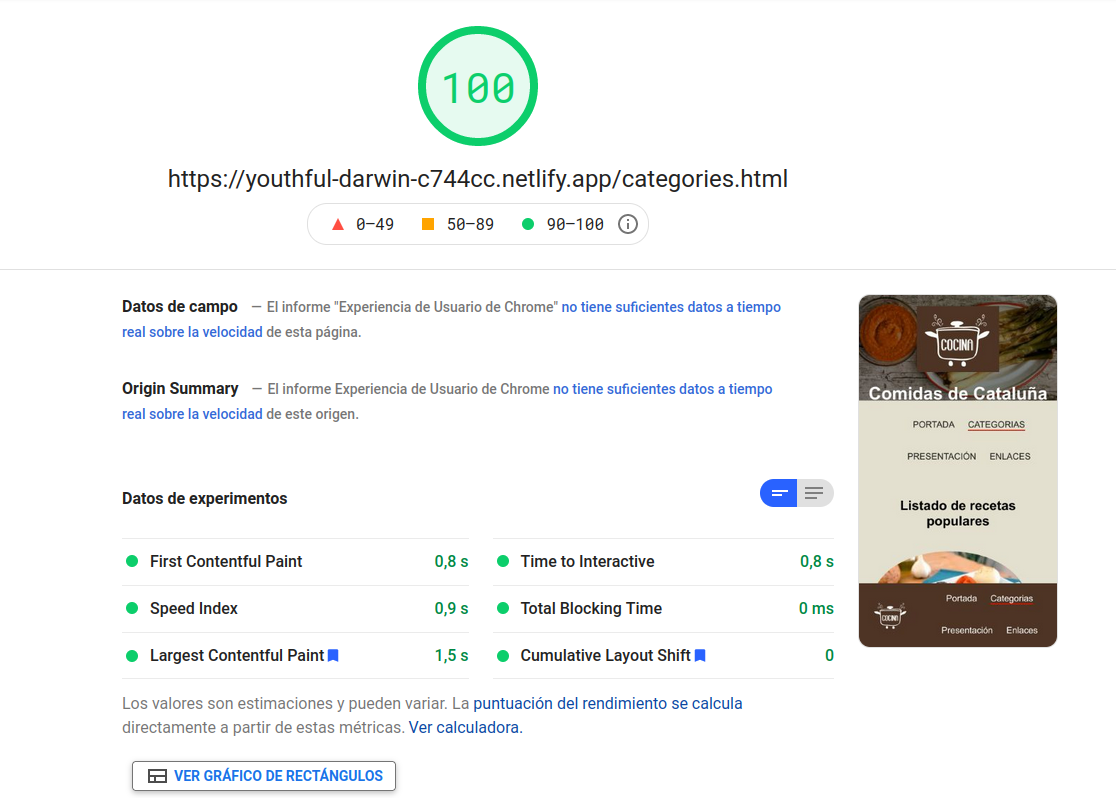 100
https://youthful-darwin-c744cc.netlify.app/categories.html
0–49 50–89 90–100
Datos de campo — El informe "Experiencia de Usuario de Chrome" no tiene suficientes datos a tiempo
real sobre la velocidad de esta página.
Origin Summary — El informe Experiencia de Usuario de Chrome no tiene suficientes datos a tiempo
real sobre la velocidad de este origen.
Datos de experimentos
First Contentful Paint 0,8 s
Time to Interactive 0,8 s
Speed Index 0,9 s
Total Blocking Time 0 ms
Largest Contentful Paint 1,5 s
Cumulative Layout Shift 0
Los valores son estimaciones y pueden variar. La puntuación del rendimiento se calcula
directamente a partir de estas métricas. Ver calculadora.
VER GRÁFICO DE RECTÁNGULOS
COCINA
Comidas de Cataluña
PORTADA CATEGORIAS
PRESENTACIÓN ENLACES
Listado de recetas
populares
COCINA
Portada Categorias
Presentación Enlaces